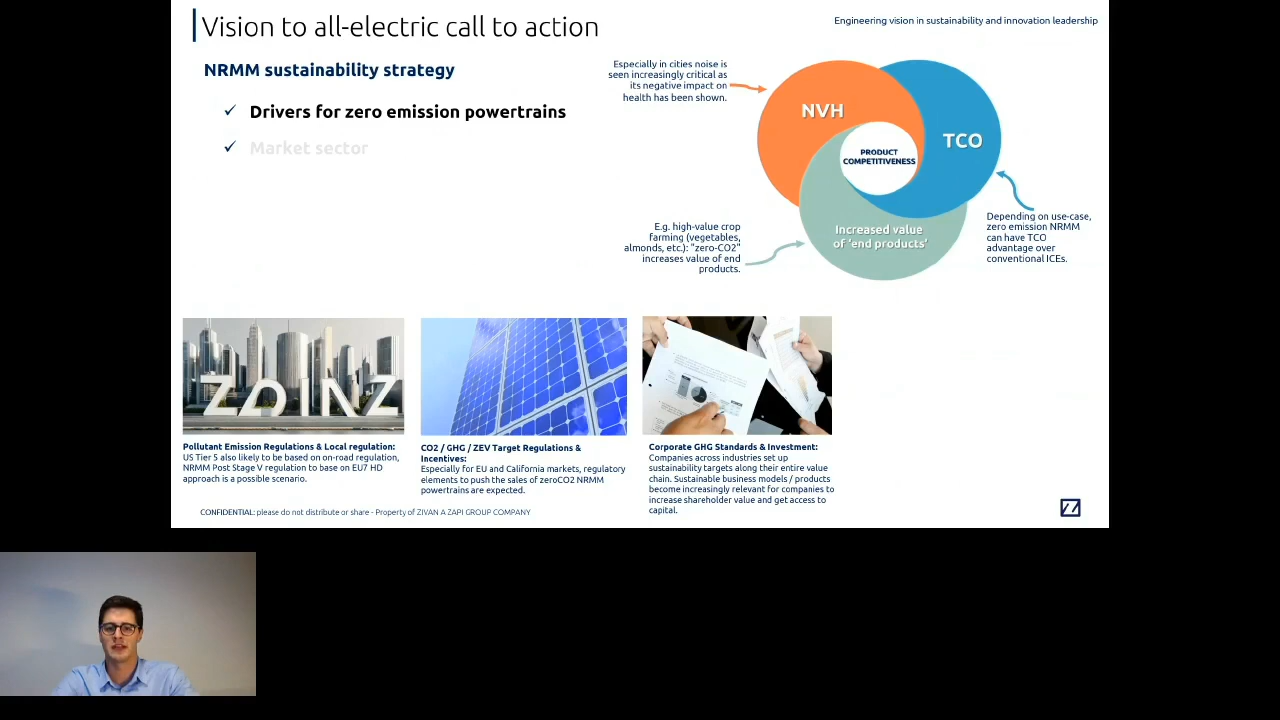 Vision to all-electric call to action
Engineering vision in sustainability and innovation leadership
NRMM sustainability strategy
✓ Drivers for zero emission powertrains
✓ Market sector
Especially in cities noise is
seen increasingly critical as
its negative impact on
health has been shown.
NVH
TCO
PRODUCT
COMPETITIVENESS
Increased value
of 'end products'
E.g. high-value crop
farming (vegetables,
almonds, etc.): "zero-CO2"
increases value of end
products.
Depending on use-case,
zero emission NRMM
can have TCO
advantage over
conventional ICEs.
Pollutant Emission Regulations & Local regulation:
US Tier 5 also likely to be based on on-road regulation,
NRMM Post Stage V regulation to base on EU7 HD
approach is a possible scenario.
CO2 / GHG / ZEV Target Regulations &
Incentives:
Especially for EU and California markets, regulatory
elements to push the sales of zeroCO2 NRMM
powertrains are expected.
Corporate GHG Standards & Investment:
Companies across industries set up
sustainability targets along their entire value
chain. Sustainable business models / products
become increasingly relevant for companies to
increase shareholder value and get access to
capital.
CONFIDENTIAL: please do not distribute or share - Property of ZIVAN A ZAPI GROUP COMPANY